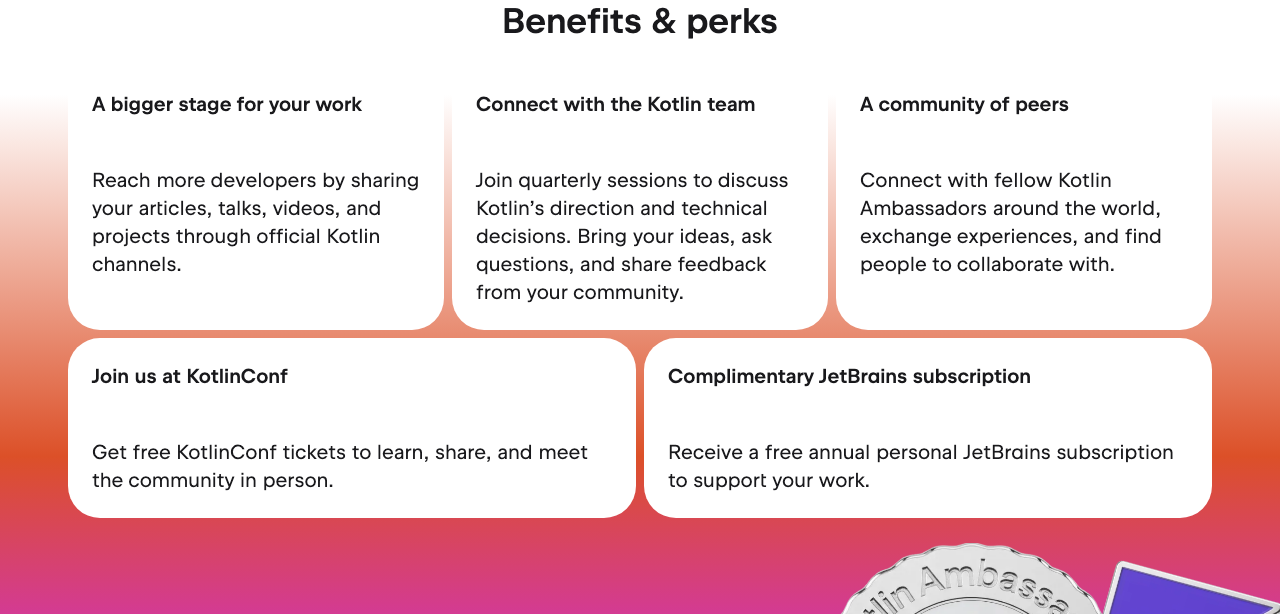 Benefits & perks
A bigger stage for your work
Reach more developers by sharing
your articles, talks, videos, and
projects through official Kotlin
channels.
Connect with the Kotlin team
Join quarterly sessions to discuss
Kotlin’s direction and technical
decisions. Bring your ideas, ask
questions, and share feedback
from your community.
A community of peers
Connect with fellow Kotlin
Ambassadors around the world,
exchange experiences, and find
people to collaborate with.
Join us at KotlinConf
Get free KotlinConf tickets to learn, share, and meet
the community in person.
Complimentary JetBrains subscription
Receive a free annual personal JetBrains subscription
to support your work.